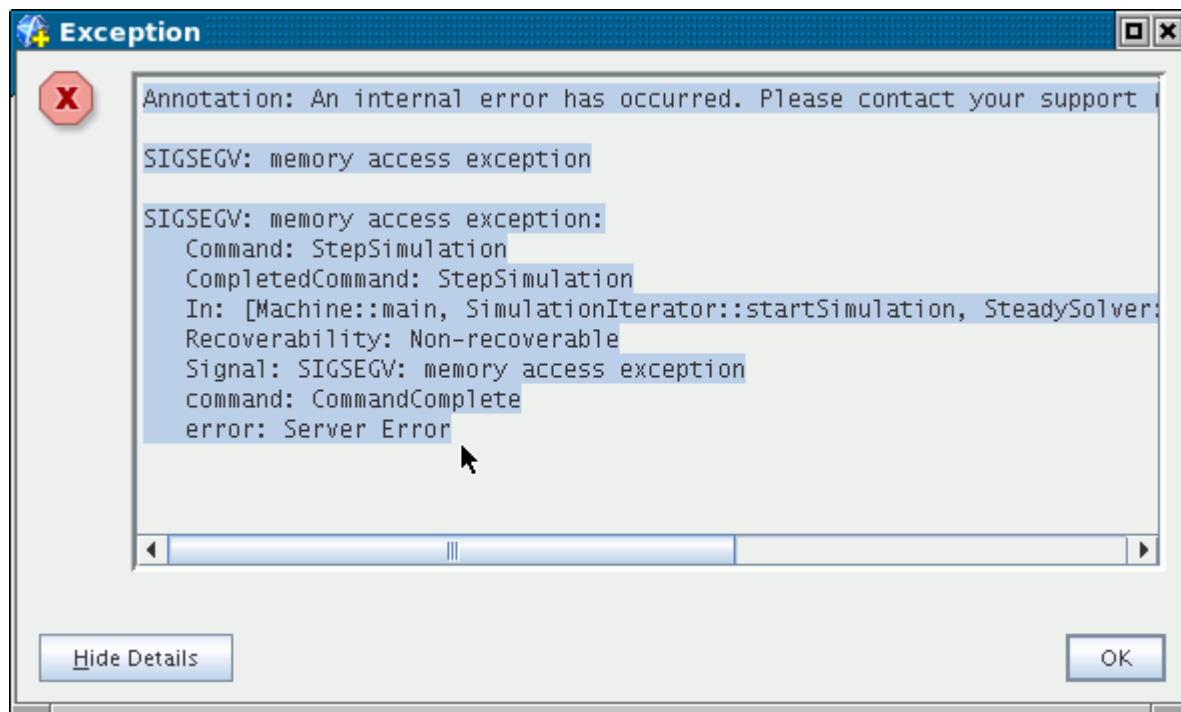 Exception
Annotation: An internal error has occurred. Please contact your support
SIGSEGV: memory access exception
SIGSEGV: memory access exception:
Command: StepSimulation
CompletedCommand: StepSimulation
In: [Machine::main, SimulationIterator::startSimulation, SteadySolver:
Recoverability: Non-recoverable
Signal: SIGSEGV: memory access exception
command: CommandComplete
error: Server Error
Hide Details
OK